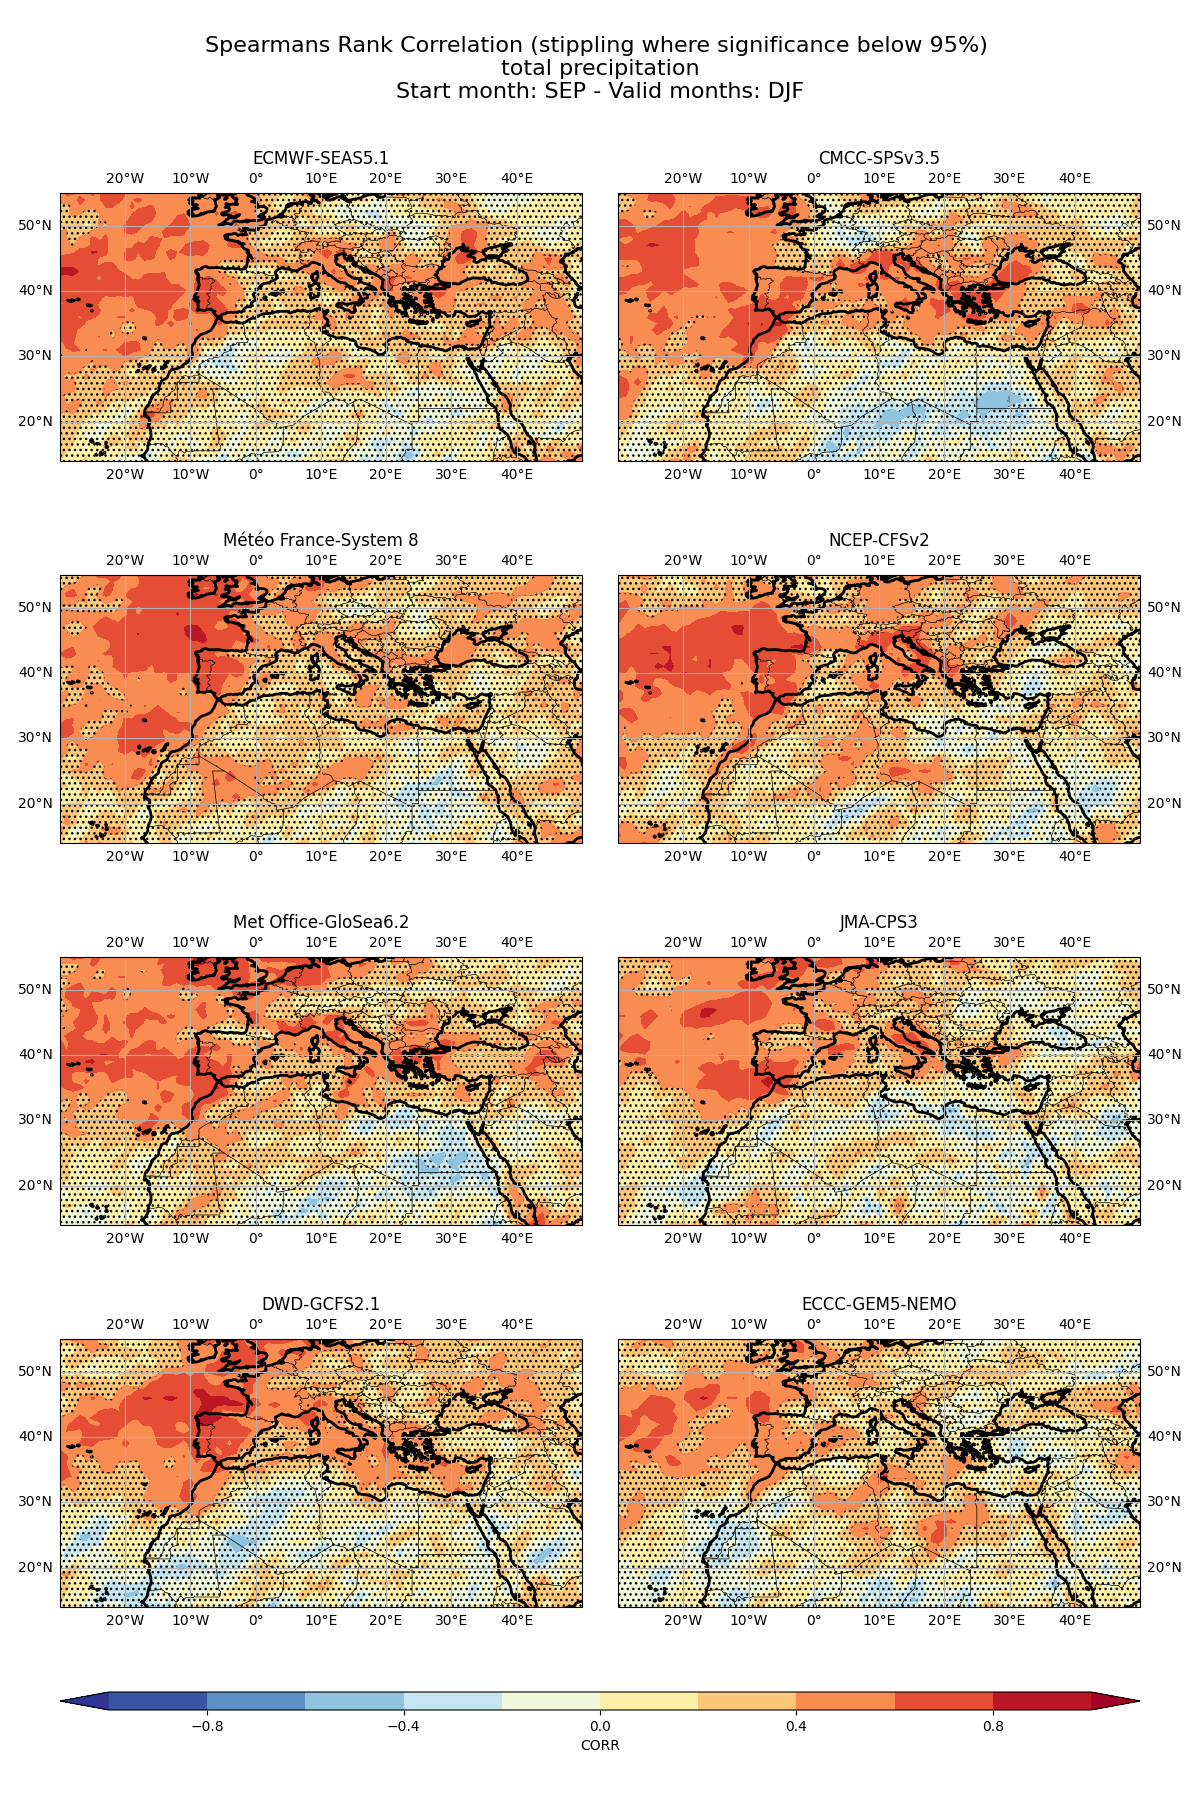 Spearmans Rank Correlation (stippling where significance below 95%)
total precipitation
Start month: SEP - Valid months: DJF
ECMWF-SEAS5.1
20°W 10°W 0° 10°E 20°E 30°E 40°E
50°N
40°N
30°N
20°N
20°W 10°W 0° 10°E 20°E 30°E 40°E
CMCC-SPSv3.5
20°W 10°W 0° 10°E 20°E 30°E 40°E
50°N
40°N
30°N
20°N
20°W 10°W 0° 10°E 20°E 30°E 40°E
Météo France-System 8
20°W 10°W 0° 10°E 20°E 30°E 40°E
50°N
40°N
30°N
20°N
20°W 10°W 0° 10°E 20°E 30°E 40°E
NCEP-CFSv2
20°W 10°W 0° 10°E 20°E 30°E 40°E
50°N
40°N
30°N
20°N
20°W 10°W 0° 10°E 20°E 30°E 40°E
Met Office-GloSea6.2
20°W 10°W 0° 10°E 20°E 30°E 40°E
50°N
40°N
30°N
20°N
20°W 10°W 0° 10°E 20°E 30°E 40°E
JMA-CPS3
20°W 10°W 0° 10°E 20°E 30°E 40°E
50°N
40°N
30°N
20°N
20°W 10°W 0° 10°E 20°E 30°E 40°E
DWD-GCFS2.1
20°W 10°W 0° 10°E 20°E 30°E 40°E
50°N
40°N
30°N
20°N
20°W 10°W 0° 10°E 20°E 30°E 40°E
ECCC-GEM5-NEMO
20°W 10°W 0° 10°E 20°E 30°E 40°E
50°N
40°N
30°N
20°N
20°W 10°W 0° 10°E 20°E 30°E 40°E
−0.8 −0.4 0.0 0.4 0.8
CORR